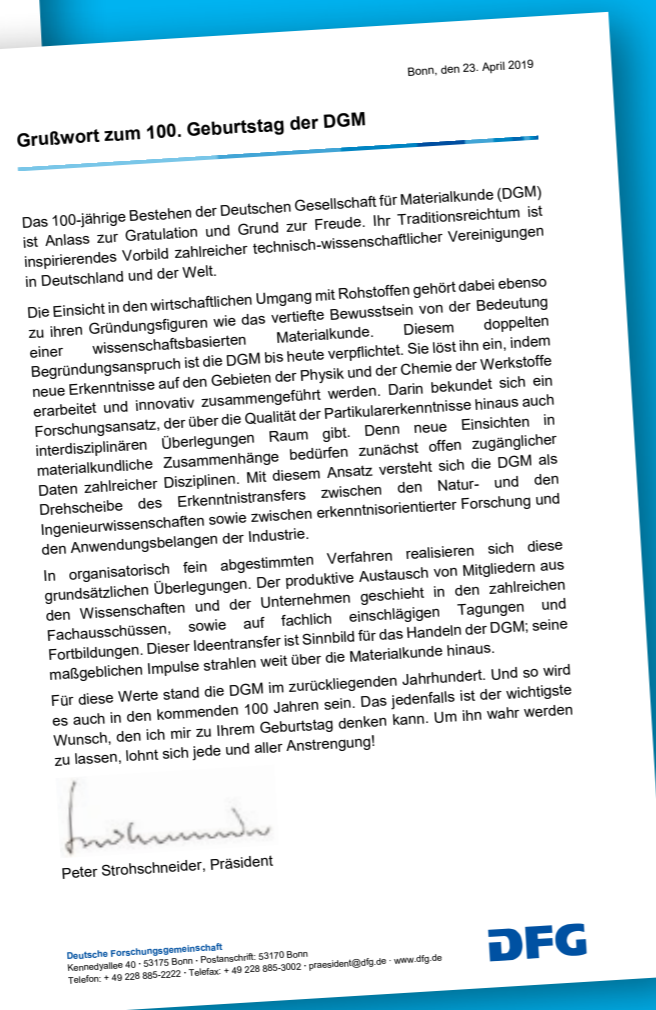 Bonn, den 23. April 2019
Grußwort zum 100. Geburtstag der DGM
Das 100-jährige Bestehen der Deutschen Gesellschaft für Materialkunde (DGM)
ist Anlass zur Gratulation und Grund zur Freude. Ihr Traditionsreichtum ist
inspirierendes Vorbild zahlreicher technisch-wissenschaftlicher Vereinigungen
in Deutschland und der Welt.
Die Einsicht in den wirtschaftlichen Umgang mit Rohstoffen gehört dabei ebenso
zu ihren Gründungsfiguren wie das vertiefte Bewusstsein von der Bedeutung
einer wissenschaftsbasierten Materialkunde. Diesem doppelten
Begründungsanspruch ist die DGM bis heute verpflichtet. Sie löst ihn ein, indem
neue Erkenntnisse auf den Gebieten der Physik und der Chemie der Werkstoffe
erarbeitet und innovativ zusammengeführt werden. Darin bekundet sich ein
Forschungsansatz, der über die Qualität der Partikularerkenntnisse hinaus auch
interdisziplinären Überlegungen Raum gibt. Denn neue Einsichten in
materialkundliche Zusammenhänge bedürfen zunächst offen zugänglicher
Daten zahlreicher Disziplinen. Mit diesem Ansatz versteht sich die DGM als
Drehscheibe des Erkenntnistransfers zwischen den Natur- und den
Ingenieurwissenschaften sowie zwischen erkenntnisorientierter Forschung und
den Anwendungsbelangen der Industrie.
In organisatorisch fein abgestimmten Verfahren realisieren sich diese
grundsätzlichen Überlegungen. Der produktive Austausch von Mitgliedern aus
den Wissenschaften und der Unternehmen geschieht in den zahlreichen
Fachausschüssen, sowie auf fachlich einschlägigen Tagungen und
Fortbildungen. Dieser Ideentransfer ist Sinnbild für das Handeln der DGM; seine
maßgeblichen Impulse strahlen weit über die Materialkunde hinaus.
Für diese Werte stand die DGM im zurückliegenden Jahrhundert. Und so wird
es auch in den kommenden 100 Jahren sein. Das jedenfalls ist der wichtigste
Wunsch, den ich mir zu Ihrem Geburtstag denken kann. Um ihn wahr werden
zu lassen, lohnt sich jede und aller Anstrengung!
Peter Strohschneider, Präsident
Deutsche Forschungsgemeinschaft
Kennedyallee 40 · 53175 Bonn · Postanschrift: 53170 Bonn
Telefon: + 49 228 885-2222 · Telefax: + 49 228 885-3002 · praesident@dfg.de · www.dfg.de
DFG